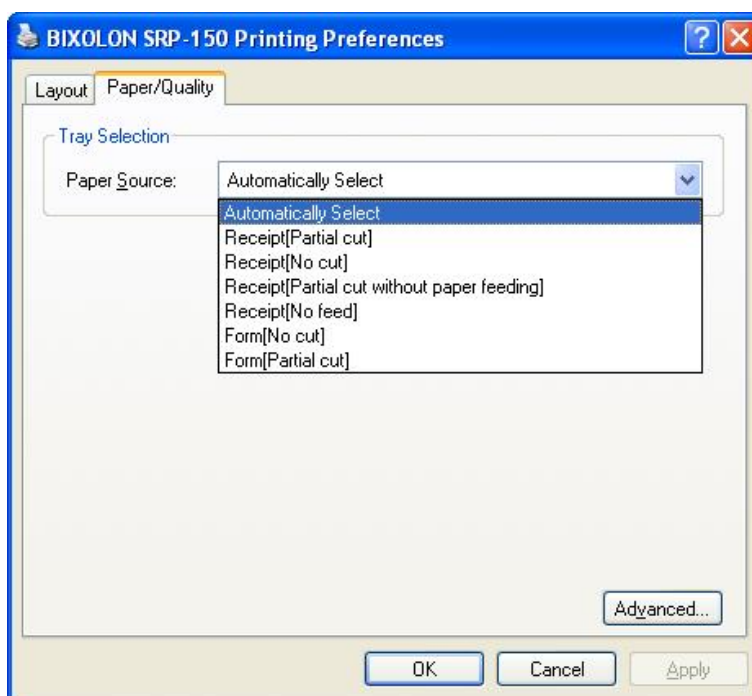 BIXOLON SRP-150 Printing Preferences
Layout
Paper/Quality
Tray Selection
Paper Source:
Automatically Select
Automatically Select
Receipt[Partial cut]
Receipt[No cut]
Receipt[Partial cut without paper feeding]
Receipt[No feed]
Form[No cut]
Form[Partial cut]
Advanced...
OK
Cancel
Apply